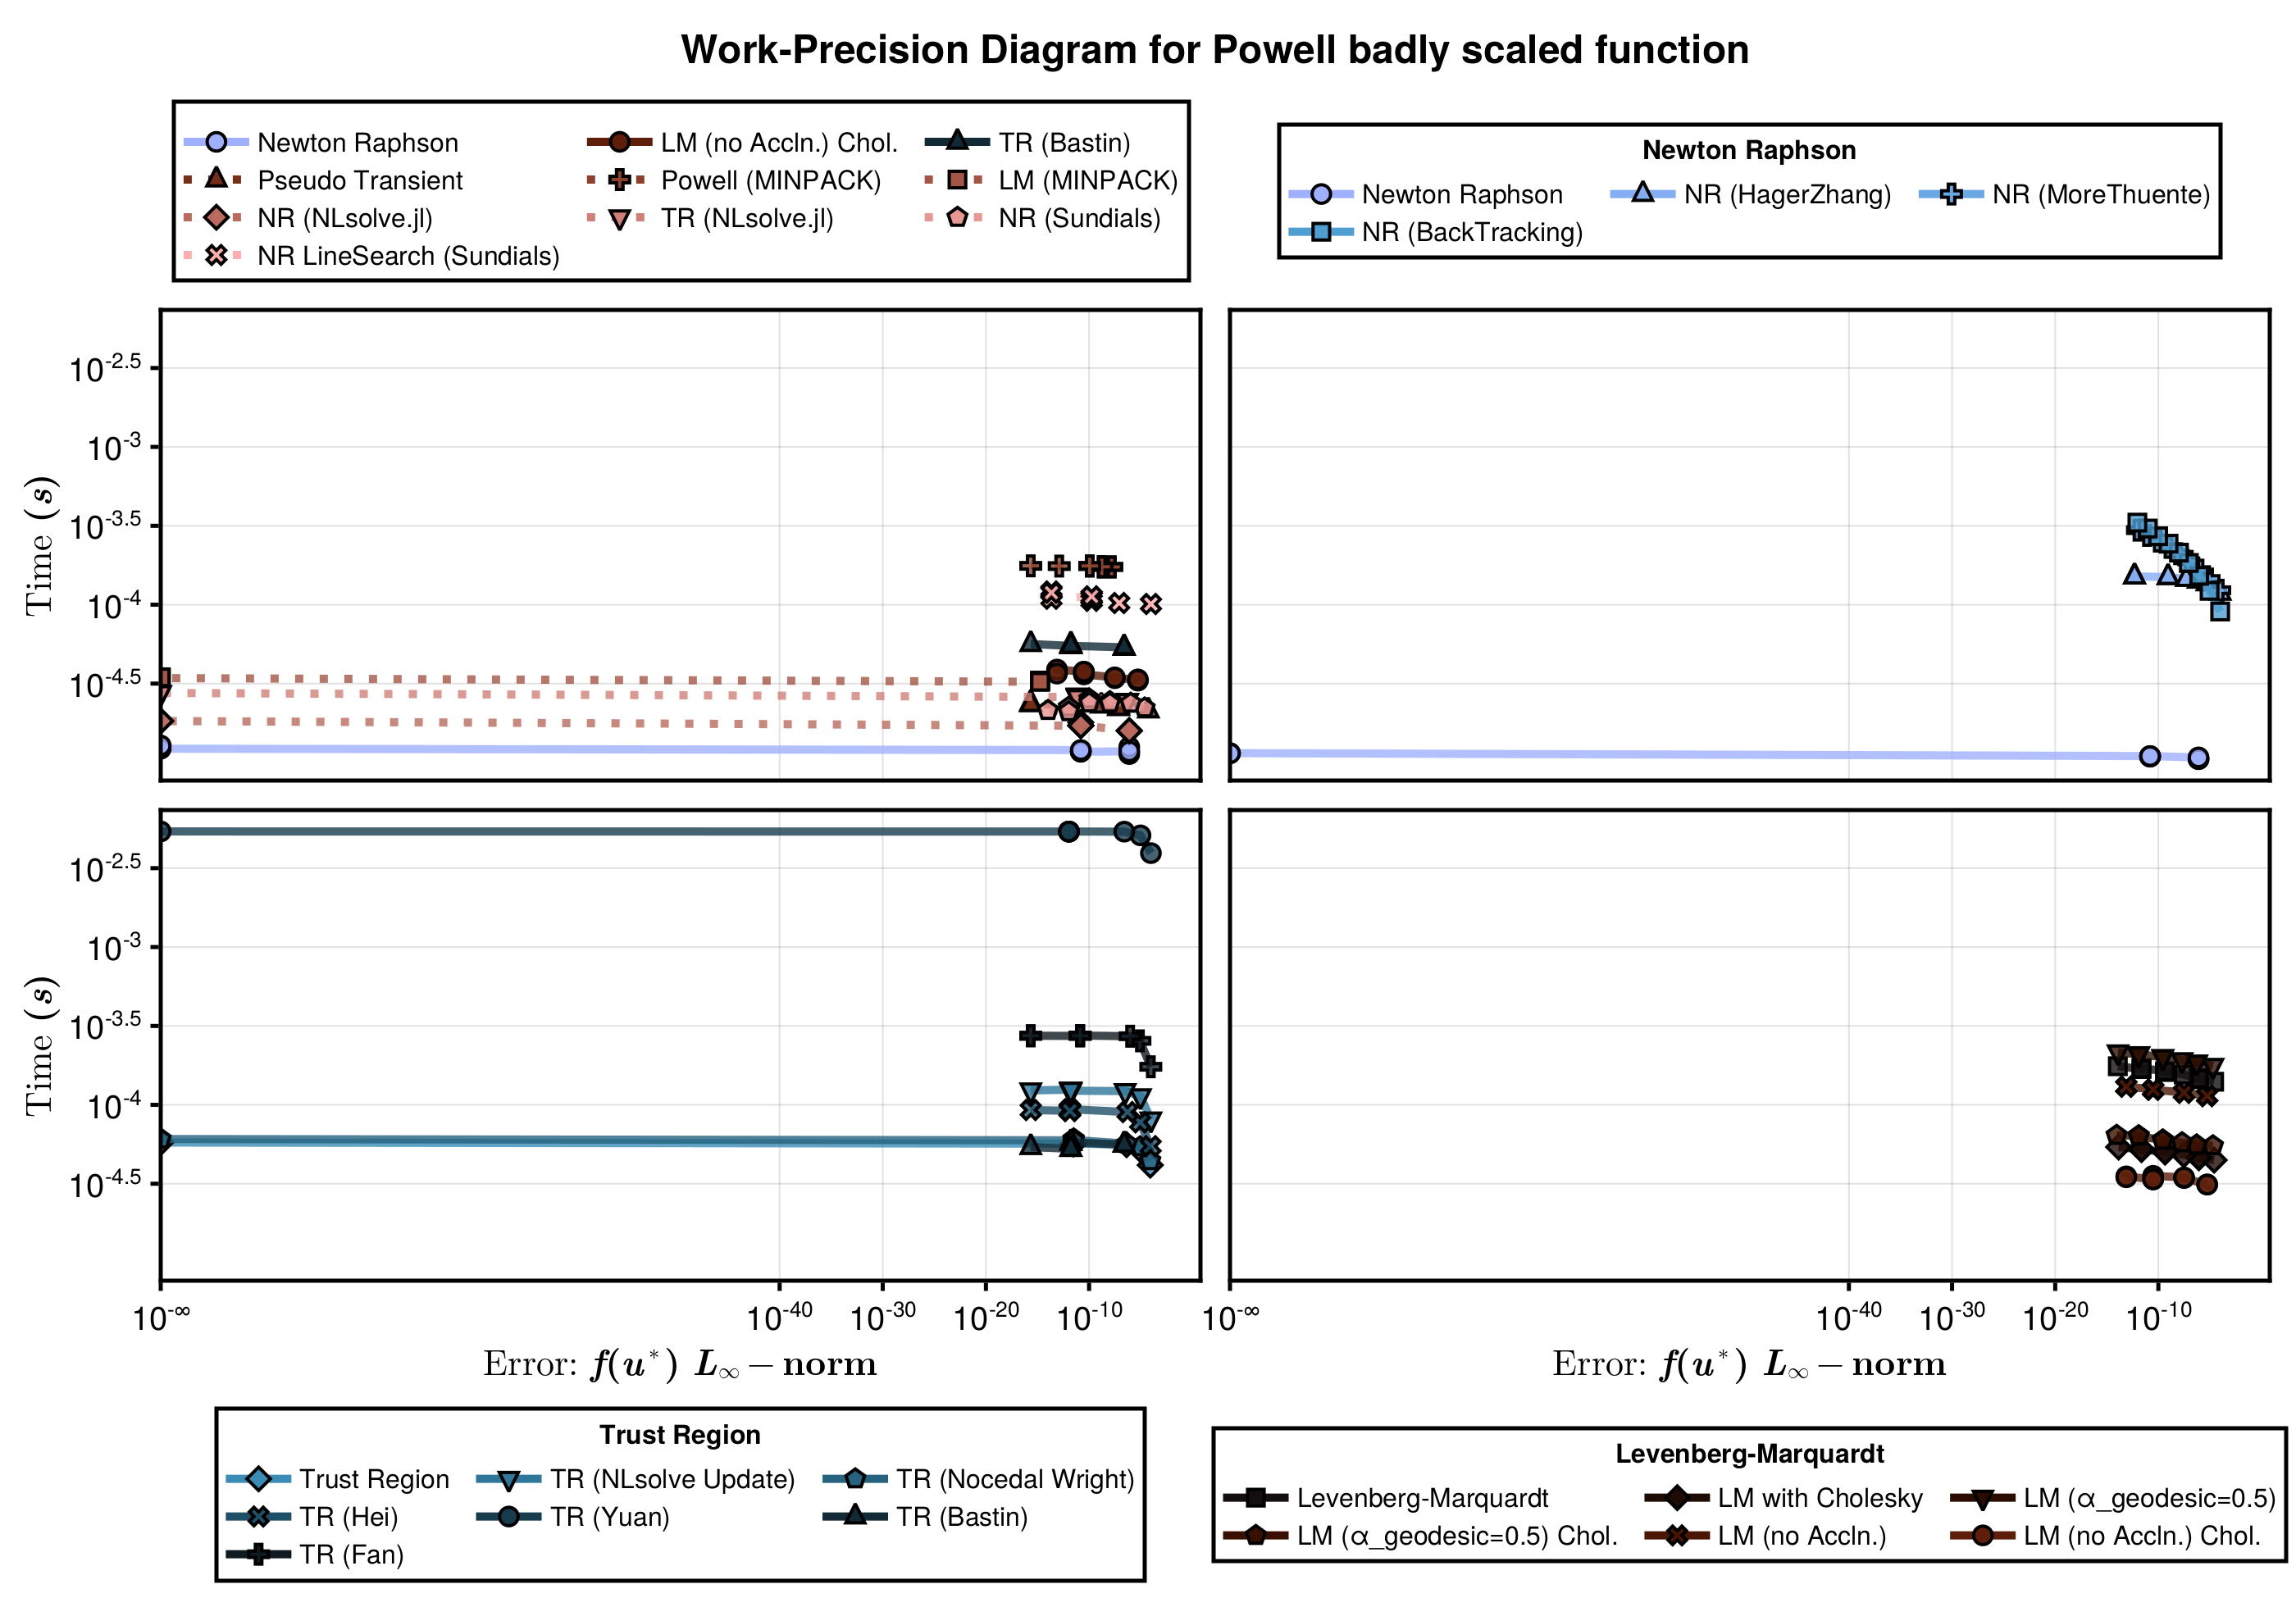 Work-Precision Diagram for Powell badly scaled function
Newton Raphson LM (no Accln.) Chol. TR (Bastin)
Pseudo Transient Powell (MINPACK) LM (MINPACK)
NR (NLsolve.jl) TR (NLsolve.jl) NR (Sundials)
NR LineSearch (Sundials)
Newton Raphson
Newton Raphson NR (HagerZhang) NR (MoreThuente)
NR (BackTracking)
10^-2.5
10^-3
10^-3.5
10^-4
10^-4.5
Time (s)
10^-2.5
10^-3
10^-3.5
10^-4
10^-4.5
Time (s)
10^-∞ 10^-40 10^-30 10^-20 10^-10
10^-∞ 10^-40 10^-30 10^-20 10^-10
Error: f(u*) L∞ – norm
Error: f(u*) L∞ – norm
Trust Region
Trust Region TR (NLsolve Update) TR (Nocedal Wright)
TR (Hei) TR (Yuan) TR (Bastin)
TR (Fan)
Levenberg-Marquardt
Levenberg-Marquardt LM with Cholesky LM (α_geodesic=0.5)
LM (α_geodesic=0.5) Chol. LM (no Accln.) LM (no Accln.) Chol.